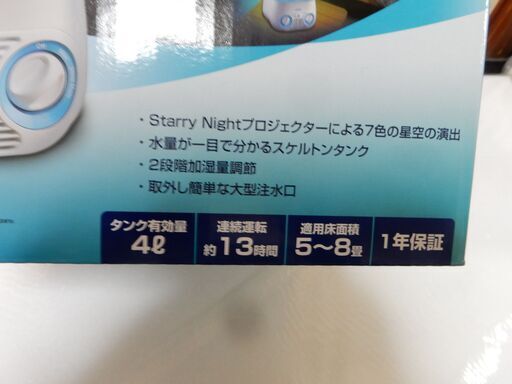 ・Starry Nightプロジェクターによる7色の星空の演出
・水量が一目で分かるスケルトンタンク
・2段階加湿量調節
・取外し簡単な大型注水口
タンク有効量
4ℓ
連続運転
約13時間
適用床面積
5〜8畳
1年保証